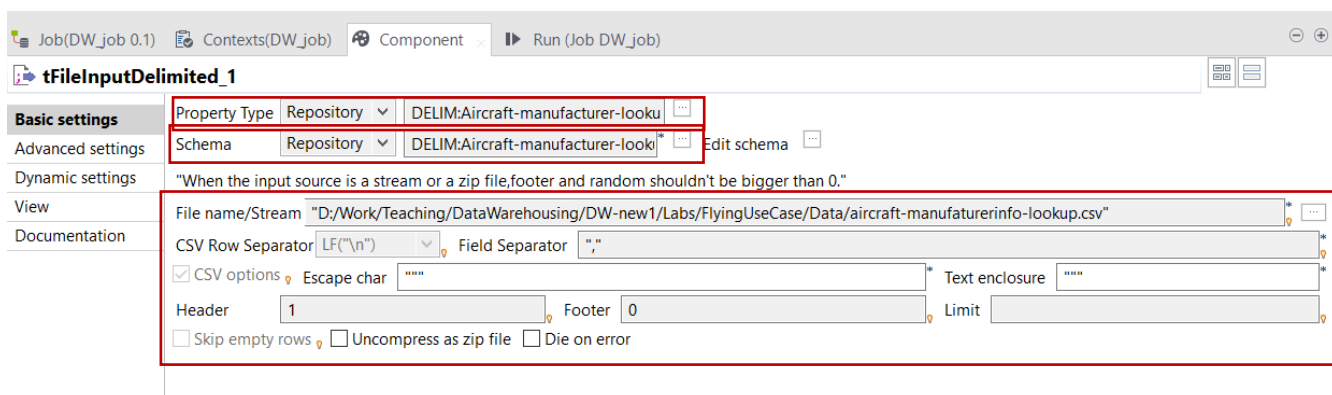 Job(DW_job 0.1) Contexts(DW_job) Component Run (Job DW_job)
tFileInputDelimited_1
Basic settings
Advanced settings
Dynamic settings
View
Documentation
Property Type Repository DELIM:Aircraft-manufacturer-looku ...
Schema Repository DELIM:Aircraft-manufacturer-look * ... Edit schema ...
"When the input source is a stream or a zip file,footer and random shouldn't be bigger than 0."
File name/Stream "D:/Work/Teaching/DataWarehousing/DW-new1/Labs/FlyingUseCase/Data/aircraft-manufaturerinfo-lookup.csv" * ...
CSV Row Separator LF("\n") Field Separator "," *
CSV options Escape char """ * Text enclosure """ *
Header 1 Footer 0 Limit
Skip empty rows Uncompress as zip file Die on error